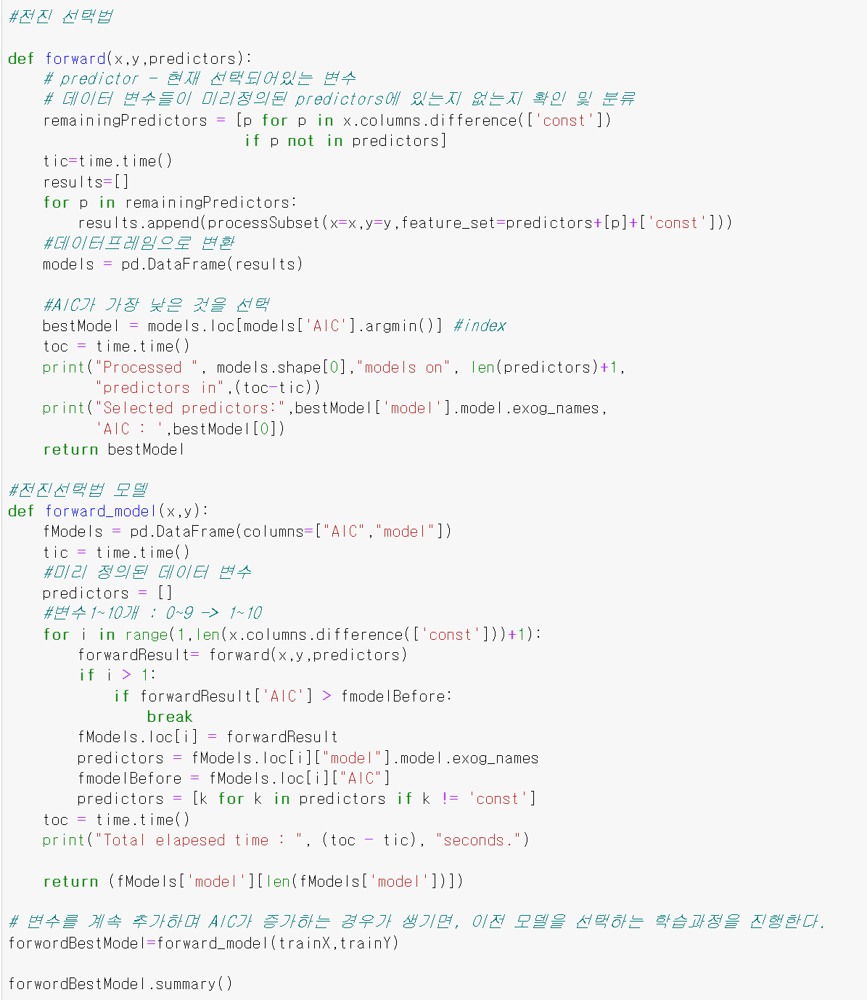 #전진 선택법

def forward(x,y,predictors):
    # predictor - 현재 선택되어있는 변수
    # 데이터 변수들이 미리정의된 predictors에 있는지 없는지 확인 및 분류
    remainingPredictors = [p for p in x.columns.difference(['const'])
                           if p not in predictors]
    tic=time.time()
    results=[]
    for p in remainingPredictors:
        results.append(processSubset(x=x,y=y,feature_set=predictors+[p]+['const']))
    #데이터프레임으로 변환
    models = pd.DataFrame(results)

    #AIC가 가장 낮은 것을 선택
    bestModel = models.loc[models['AIC'].argmin()] #index
    toc = time.time()
    print("Processed ", models.shape[0],"models on", len(predictors)+1,
          "predictors in",(toc-tic))
    print("Selected predictors:",bestModel['model'].model.exog_names,
          'AIC : ',bestModel[0])
    return bestModel

#전진선택법 모델
def forward_model(x,y):
    fModels = pd.DataFrame(columns=["AIC","model"])
    tic = time.time()
    #미리 정의된 데이터 변수
    predictors = []
    #변수1~10개 : 0~9 -> 1~10
    for i in range(1,len(x.columns.difference(['const']))+1):
        forwardResult= forward(x,y,predictors)
        if i > 1:
            if forwardResult['AIC'] > fmodelBefore:
                break
        fModels.loc[i] = forwardResult
        predictors = fModels.loc[i]["model"].model.exog_names
        fmodelBefore = fModels.loc[i]["AIC"]
        predictors = [k for k in predictors if k != 'const']
    toc = time.time()
    print("Total elapesed time : ", (toc - tic), "seconds.")

    return (fModels['model'][len(fModels['model'])])

# 변수를 계속 추가하며 AIC가 증가하는 경우가 생기면, 이전 모델을 선택하는 학습과정을 진행한다.
forwordBestModel=forward_model(trainX,trainY)

forwordBestModel.summary()